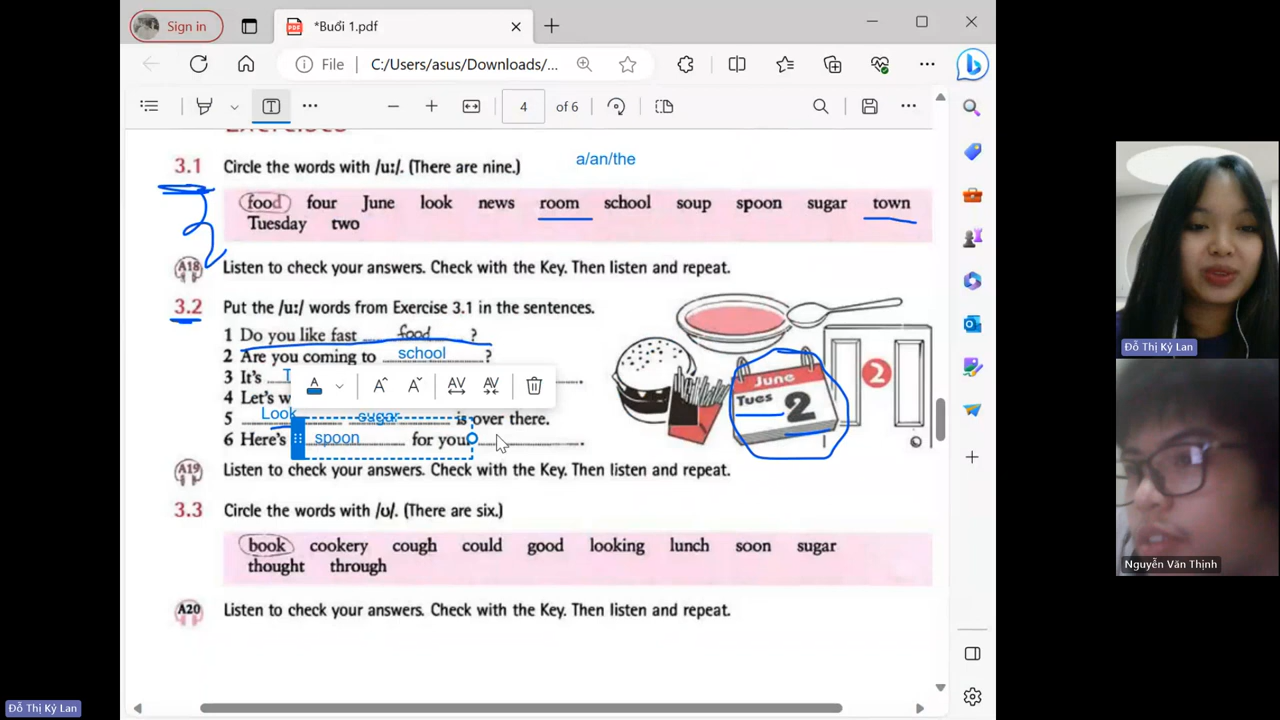 Sign in
*Buổi 1.pdf
File
C:/Users/asus/Downloads/...
4
of 6
3.1 Circle the words with /uː/. (There are nine.)
a/an/the
food four June look news room school soup spoon sugar town
Tuesday two
A18 Listen to check your answers. Check with the Key. Then listen and repeat.
3.2 Put the /uː/ words from Exercise 3.1 in the sentences.
1 Do you like fast food ?
2 Are you coming to school ?
3 It's
4 Let's
5 Look sugar is over there.
6 Here's spoon for you
June
Tues 2
2
A19 Listen to check your answers. Check with the Key. Then listen and repeat.
3.3 Circle the words with /ʊ/. (There are six.)
book cookery cough could good looking lunch soon sugar
thought through
A20 Listen to check your answers. Check with the Key. Then listen and repeat.
Đỗ Thị Ký Lan
Nguyễn Văn Thịnh
Đỗ Thị Ký Lan